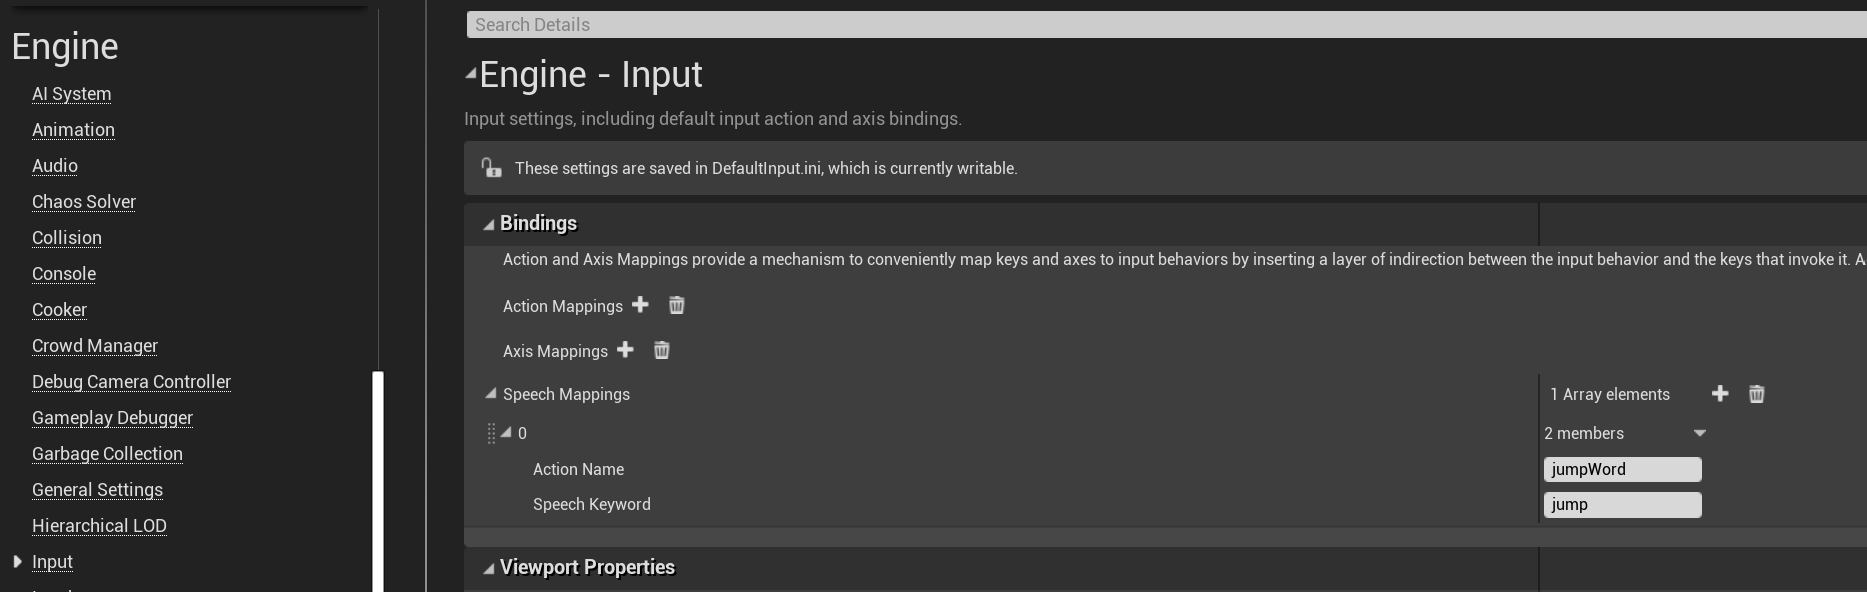 Engine
AI System
Animation
Audio
Chaos Solver
Collision
Console
Cooker
Crowd Manager
Debug Camera Controller
Gameplay Debugger
Garbage Collection
General Settings
Hierarchical LOD
Input
Search Details
Engine - Input
Input settings, including default input action and axis bindings.
These settings are saved in DefaultInput.ini, which is currently writable.
Bindings
Action and Axis Mappings provide a mechanism to conveniently map keys and axes to input behaviors by inserting a layer of indirection between the input behavior and the keys that invoke it. A
Action Mappings
Axis Mappings
Speech Mappings
1 Array elements
0
2 members
Action Name
jumpWord
Speech Keyword
jump
Viewport Properties